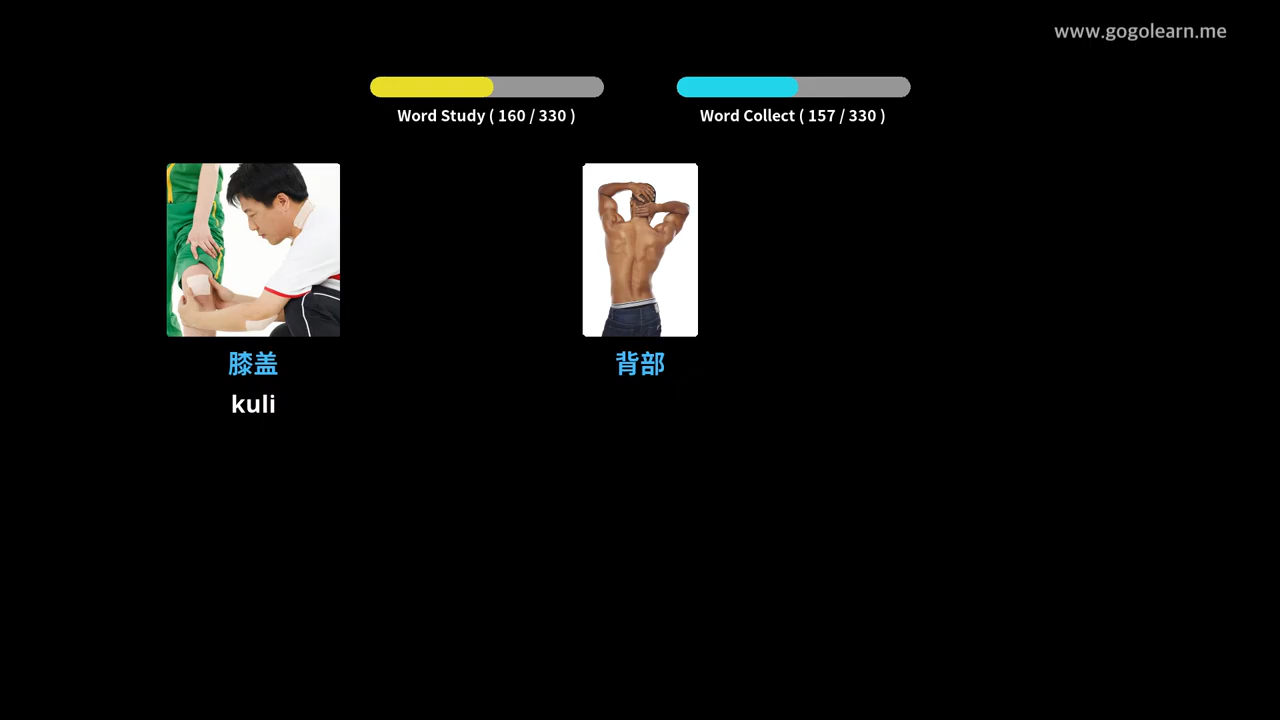 www.gogolearn.me
Word Study ( 160 / 330 )
Word Collect ( 157 / 330 )
膝盖
kuli
背部